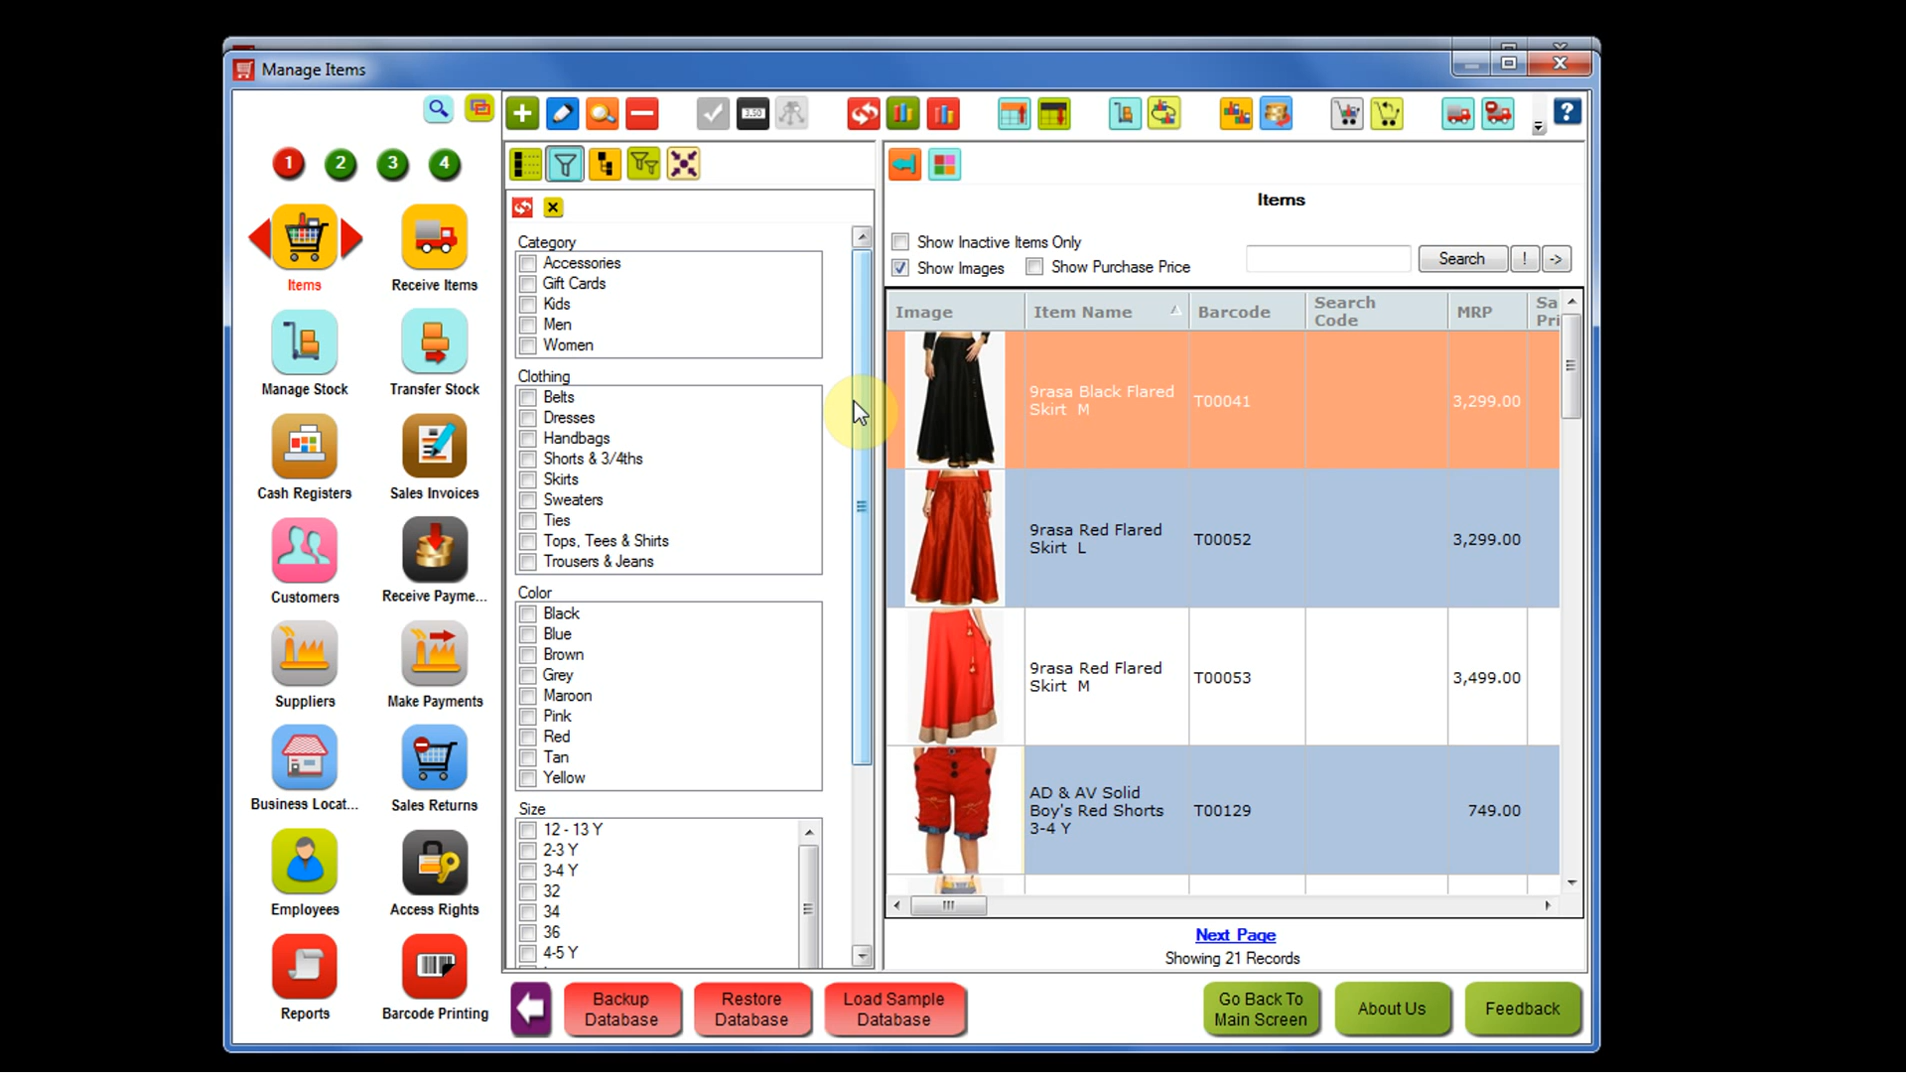 Manage Items
3.50
?
1 2 3 4
Items
Receive Items
Manage Stock
Transfer Stock
Cash Registers
Sales Invoices
Customers
Receive Payme...
Suppliers
Make Payments
Business Locat...
Sales Returns
Employees
Access Rights
Reports
Barcode Printing
Category
Accessories
Gift Cards
Kids
Men
Women
Clothing
Belts
Dresses
Handbags
Shorts & 3/4ths
Skirts
Sweaters
Ties
Tops, Tees & Shirts
Trousers & Jeans
Color
Black
Blue
Brown
Grey
Maroon
Pink
Red
Tan
Yellow
Size
12 - 13 Y
2-3 Y
3-4 Y
32
34
36
4-5 Y
Items
Show Inactive Items Only
Show Images
Show Purchase Price
Search
!
->
Image
Item Name
Barcode
Search
Code
MRP
Sa
Pri
9rasa Black Flared
Skirt M
T00041
3,299.00
9rasa Red Flared
Skirt L
T00052
3,299.00
9rasa Red Flared
Skirt M
T00053
3,499.00
AD & AV Solid
Boy's Red Shorts
3-4 Y
T00129
749.00
Next Page
Showing 21 Records
Backup
Database
Restore
Database
Load Sample
Database
Go Back To
Main Screen
About Us
Feedback